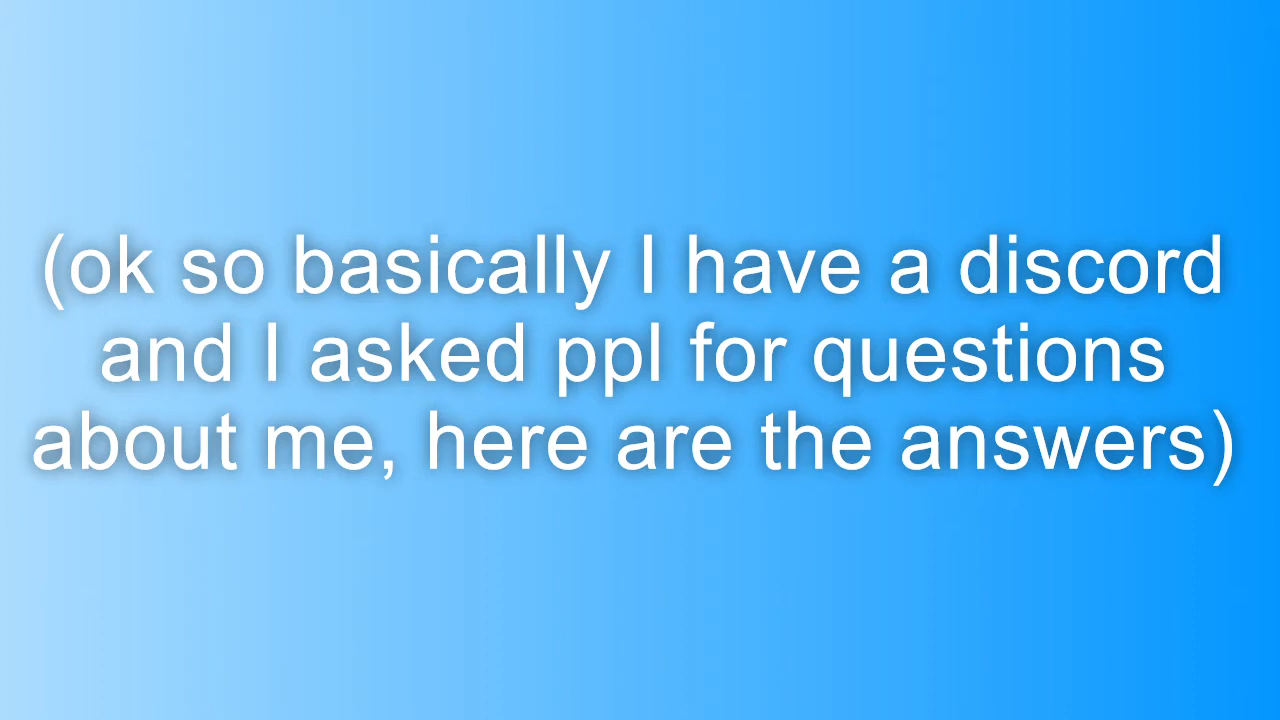 (ok so basically I have a discord
and I asked ppl for questions
about me, here are the answers)